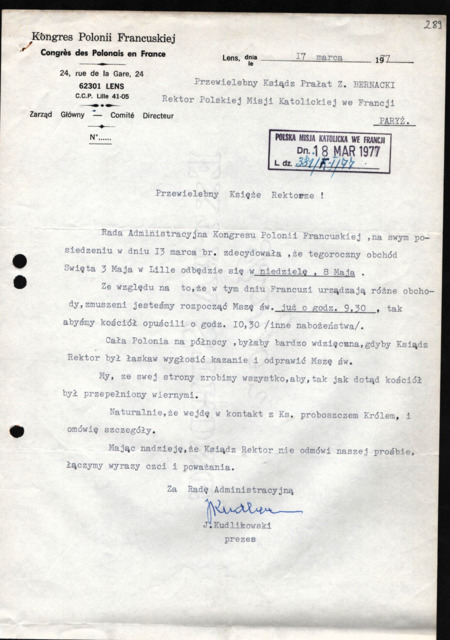 289
Kongres Polonii Francuskiej
Congrès des Polonais en France
24, rue de la Gare, 24
62301 LENS
C.C.P. Lille 41-05
Zarząd Główny — Comité Directeur
N°......
Lens, dnia le 17 marca 1977
Przewielebny Ksiądz Prałat Z. BERNACKI
Rektor Polskiej Misji Katolickiej we Francji
PARYŻ.
POLSKA MISJA KATOLICKA WE FRANCJI
Dn. 18 MAR 1977
L. dz.
Przewielebny Księże Rektorze !
Rada Administracyjna Kongresu Polonii Francuskiej ,na swym po-
siedzeniu w dniu 13 marca br. zdecydowała ,że tegoroczny obchód
Święta 3 Maja w Lille odbędzie się w niedzielę , 8 Maja .
Ze względu na to,że w tym dniu Francuzi urządzają różne obcho-
dy,zmuszeni jesteśmy rozpocząć Mszę św. już o godz. 9,30 , tak
abyśmy kościół opuścili o godz. 10,30 /inne nabożeństwa/.
Cała Polonia na północy ,byłaby bardzo wdzięczna,gdyby Ksiądz
Rektor był łaskaw wygłosić kazanie i odprawić Mszę św.
My, ze swej strony zrobimy wszystko,aby,tak jak dotąd kościół
był przepełniony wiernymi.
Naturalnie,że wejdę w kontakt z Ks. proboszczem Królem, i
omówię szczegóły.
Mając nadzieję,że Ksiądz Rektor nie odmówi naszej prośbie,
łączymy wyrazy czci i poważania.
Za Radę Administracyjną
J.Kudlikowski
prezes